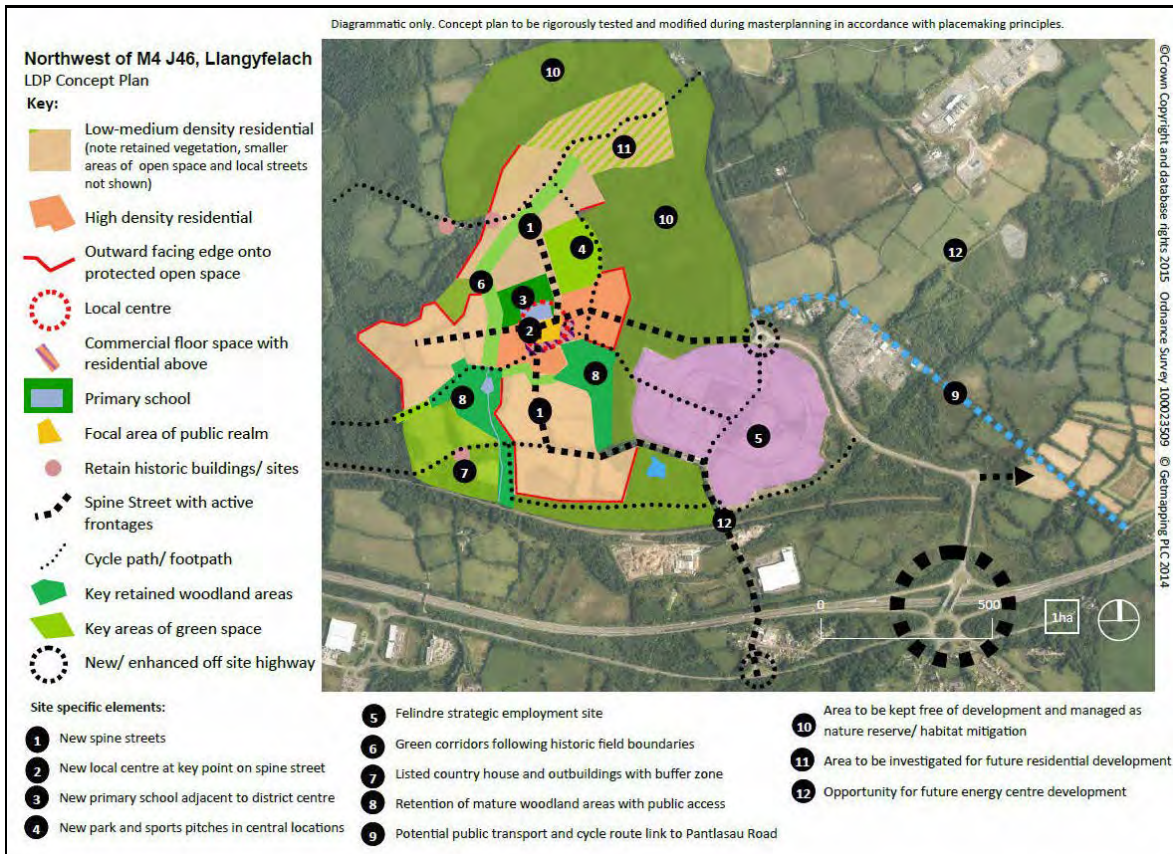 Diagrammatic only. Concept plan to be rigorously tested and modified during masterplanning in accordance with placemaking principles.
Northwest of M4 J46, Llangyfelach
LDP Concept Plan
Key:
Low-medium density residential
(note retained vegetation, smaller
areas of open space and local streets
not shown)
High density residential
Outward facing edge onto
protected open space
Local centre
Commercial floor space with
residential above
Primary school
Focal area of public realm
Retain historic buildings/ sites
Spine Street with active
frontages
Cycle path/ footpath
Key retained woodland areas
Key areas of green space
New/ enhanced off site highway
10
11
10
1
4
12
6
3
2
8
8
1
9
5
7
12
0
500
1ha
©Crown Copyright and database rights 2015 Ordnance Survey 100023509 © Getmapping PLC 2014
Site specific elements:
1 New spine streets
2 New local centre at key point on spine street
3 New primary school adjacent to district centre
4 New park and sports pitches in central locations
5 Felindre strategic employment site
6 Green corridors following historic field boundaries
7 Listed country house and outbuildings with buffer zone
8 Retention of mature woodland areas with public access
9 Potential public transport and cycle route link to Pantlasau Road
10 Area to be kept free of development and managed as
nature reserve/ habitat mitigation
11 Area to be investigated for future residential development
12 Opportunity for future energy centre development